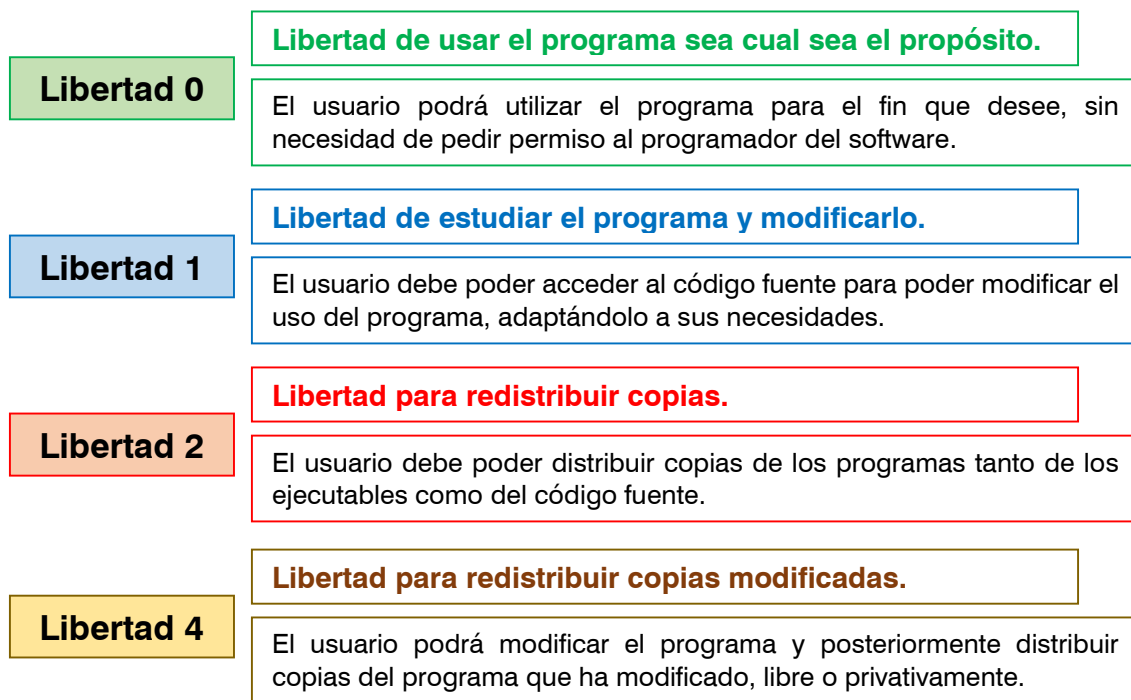 Libertad 0
Libertad de usar el programa sea cual sea el propósito.
El usuario podrá utilizar el programa para el fin que desee, sin
necesidad de pedir permiso al programador del software.
Libertad 1
Libertad de estudiar el programa y modificarlo.
El usuario debe poder acceder al código fuente para poder modificar el
uso del programa, adaptándolo a sus necesidades.
Libertad 2
Libertad para redistribuir copias.
El usuario debe poder distribuir copias de los programas tanto de los
ejecutables como del código fuente.
Libertad 4
Libertad para redistribuir copias modificadas.
El usuario podrá modificar el programa y posteriormente distribuir
copias del programa que ha modificado, libre o privativamente.